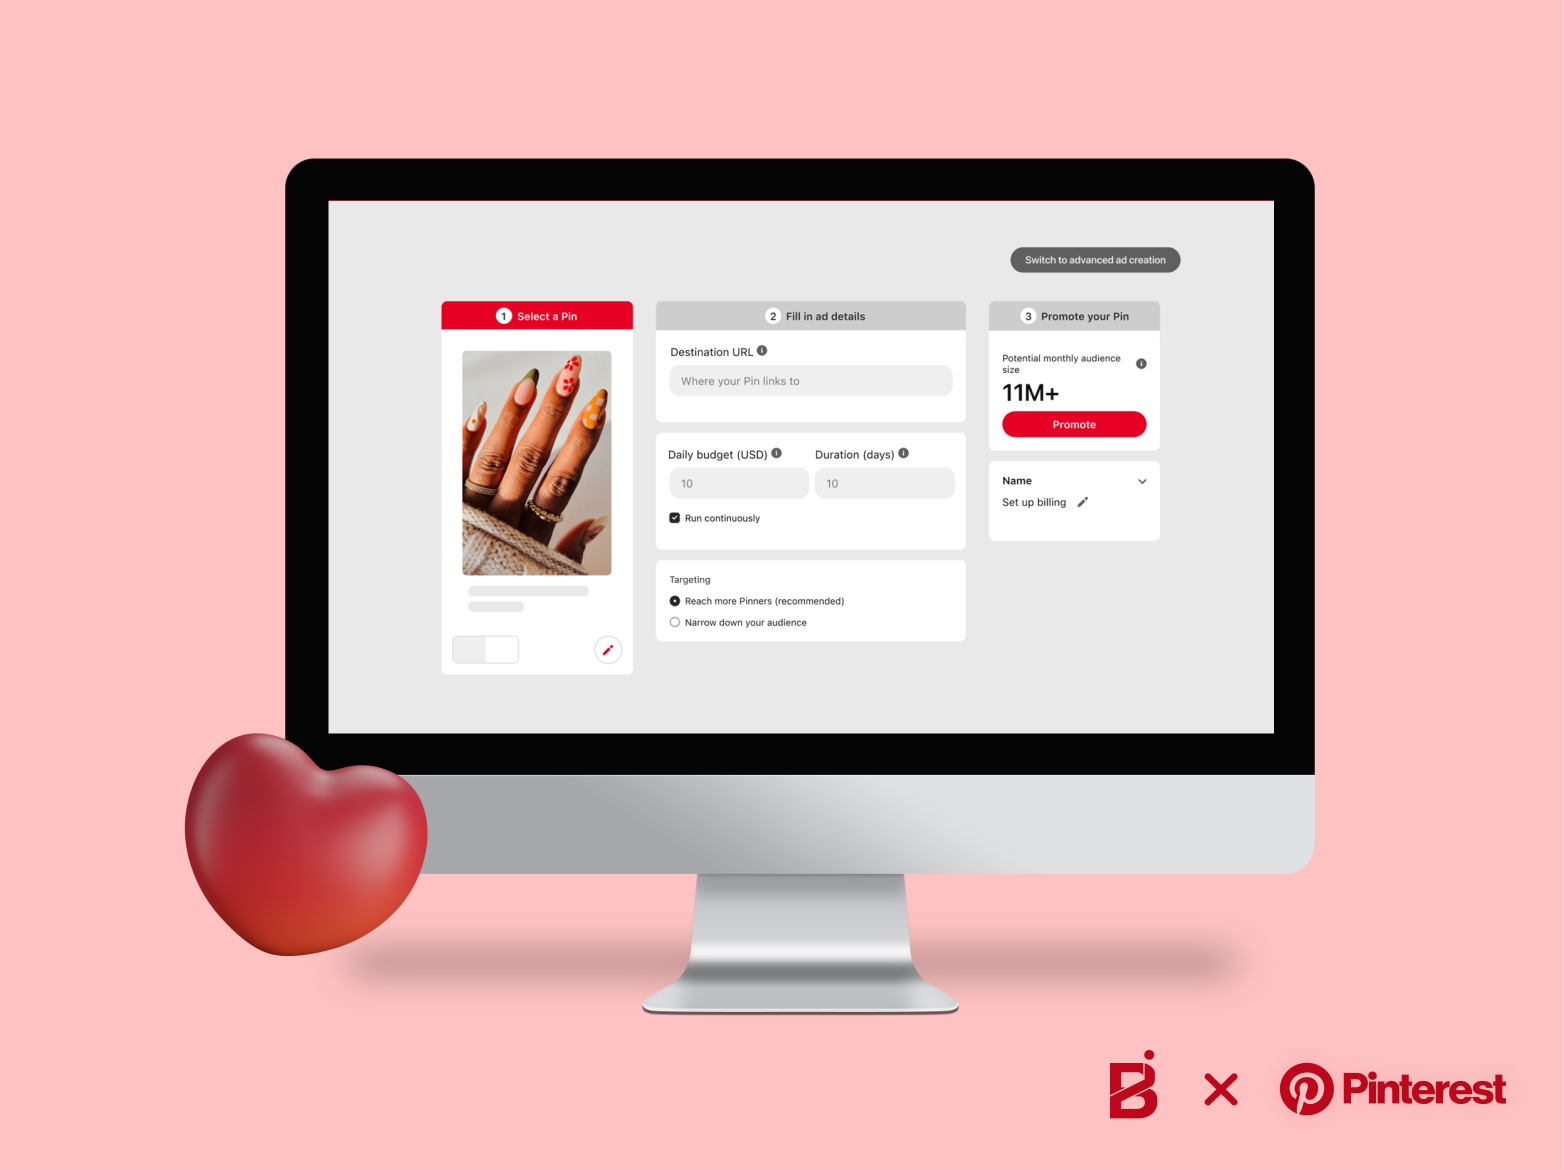 Switch to advanced ad creation
1 Select a Pin
2 Fill in ad details
Destination URL
Where your Pin links to
Daily budget (USD)
Duration (days)
10
10
Run continuously
Targeting
Reach more Pinners (recommended)
Narrow down your audience
3 Promote your Pin
Potential monthly audience
size
11M+
Promote
Name
Set up billing
B X Pinterest